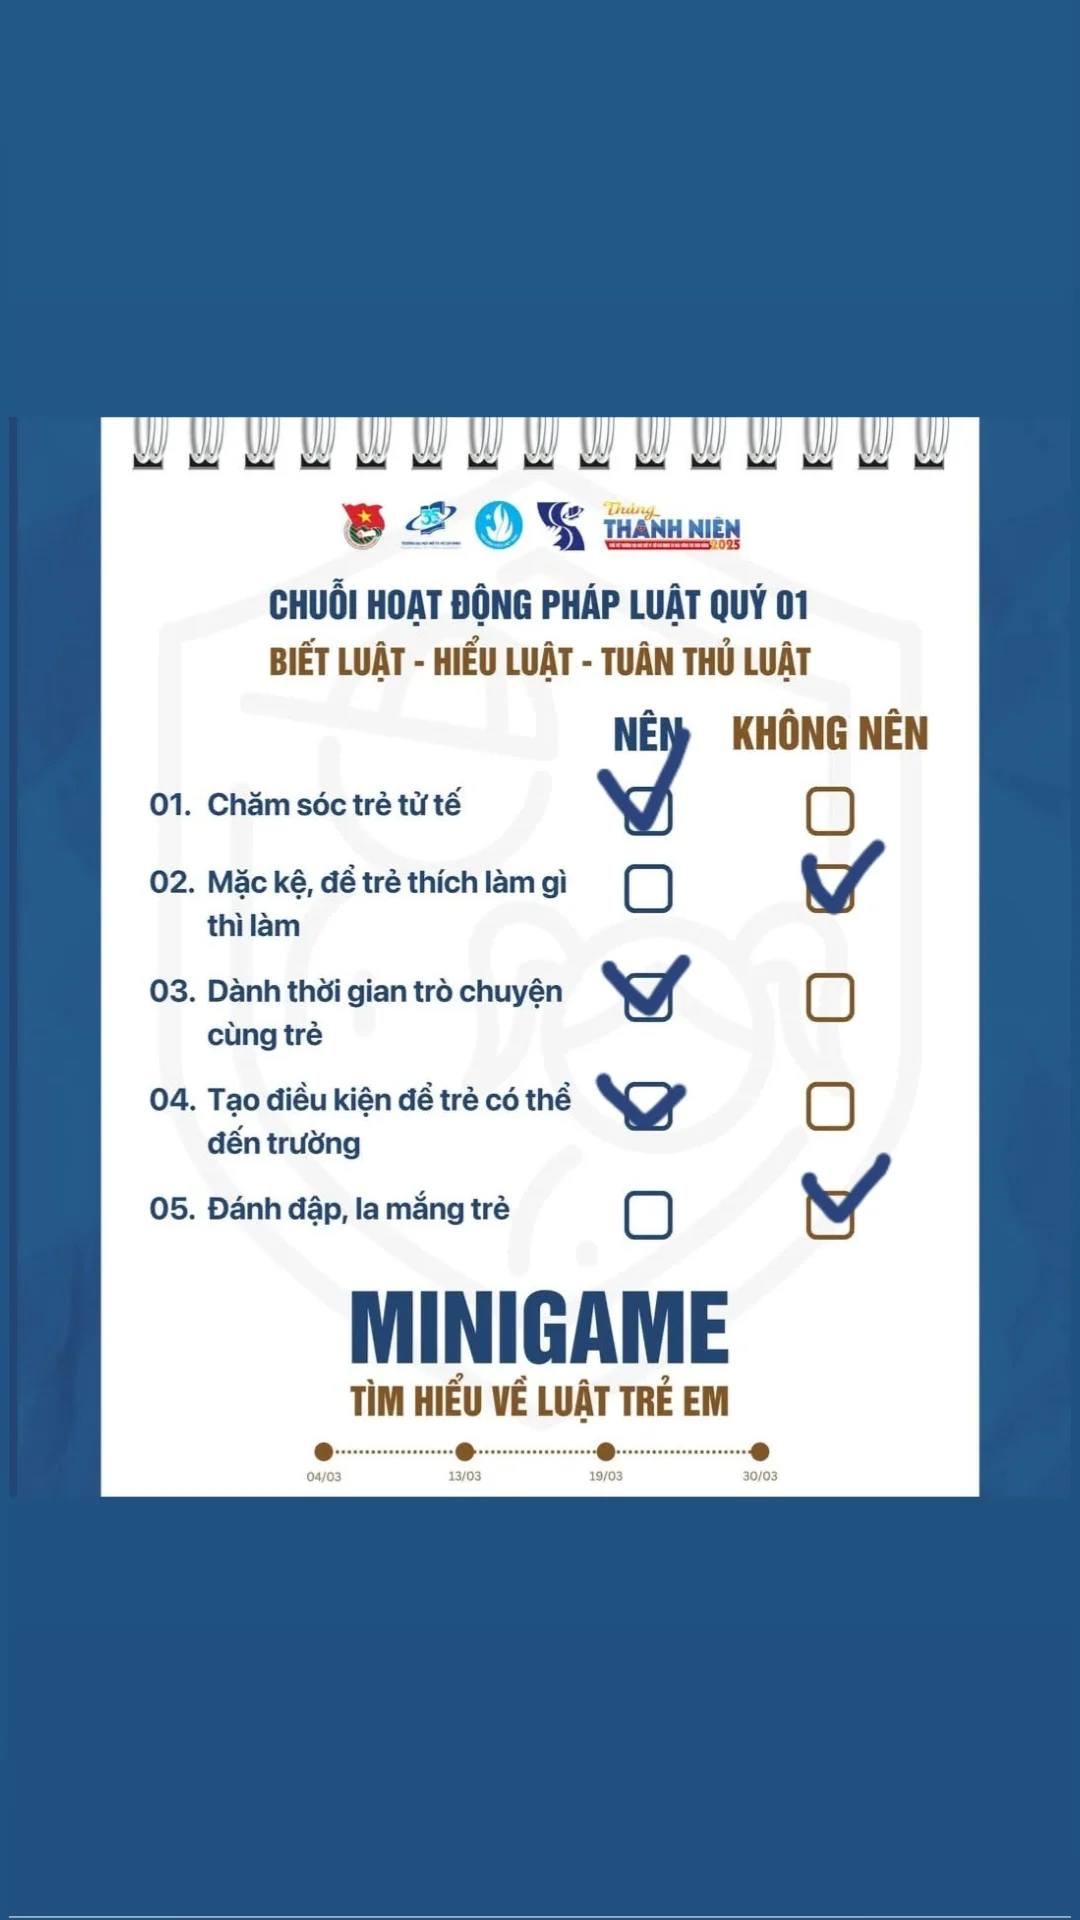 35
Tháng
THANH NIÊN
2025
CHUỖI HOẠT ĐỘNG PHÁP LUẬT QUÝ 01
BIẾT LUẬT - HIỂU LUẬT - TUÂN THỦ LUẬT
NÊN KHÔNG NÊN
01. Chăm sóc trẻ tử tế
02. Mặc kệ, để trẻ thích làm gì
thì làm
03. Dành thời gian trò chuyện
cùng trẻ
04. Tạo điều kiện để trẻ có thể
đến trường
05. Đánh đập, la mắng trẻ
MINIGAME
TÌM HIỂU VỀ LUẬT TRẺ EM
04/03 13/03 19/03 30/03